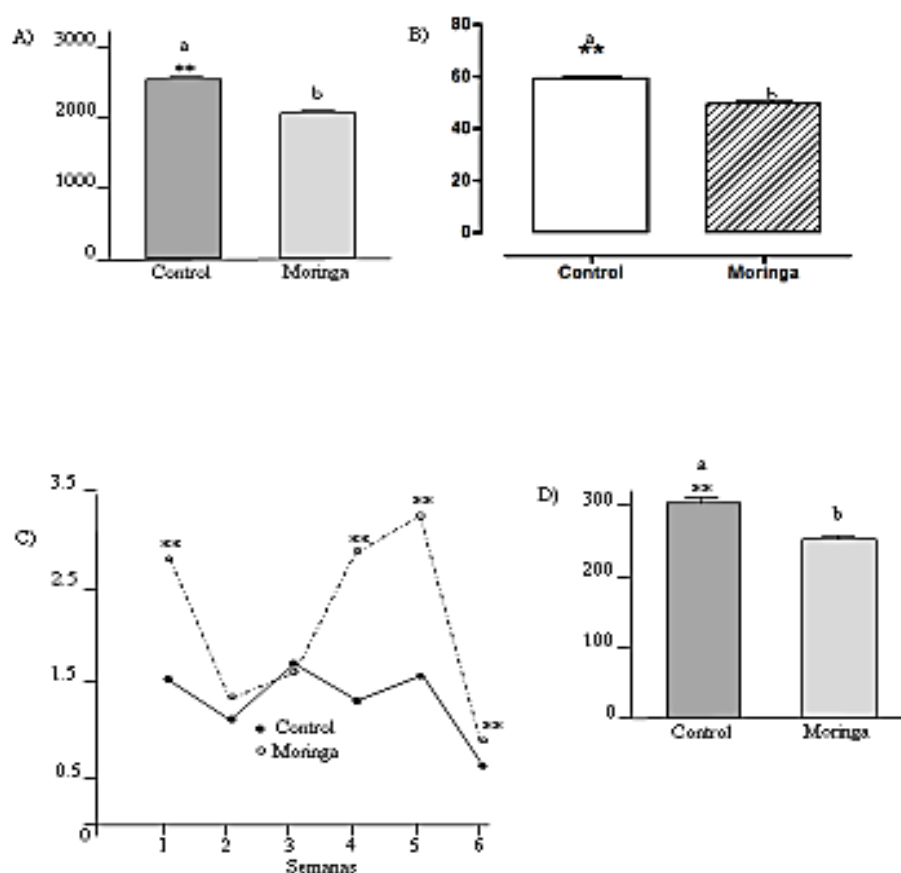 A)
3000
2000
1000
0
a
**
b
Control Moringa
B)
80
60
40
20
0
a
**
b
Control Moringa
C)
3.5
2.5
1.5
0.5
0
**
**
**
**
Control
Moringa
1 2 3 4 5 6
Semanas
D)
300
200
100
0
a
**
b
Control Moringa